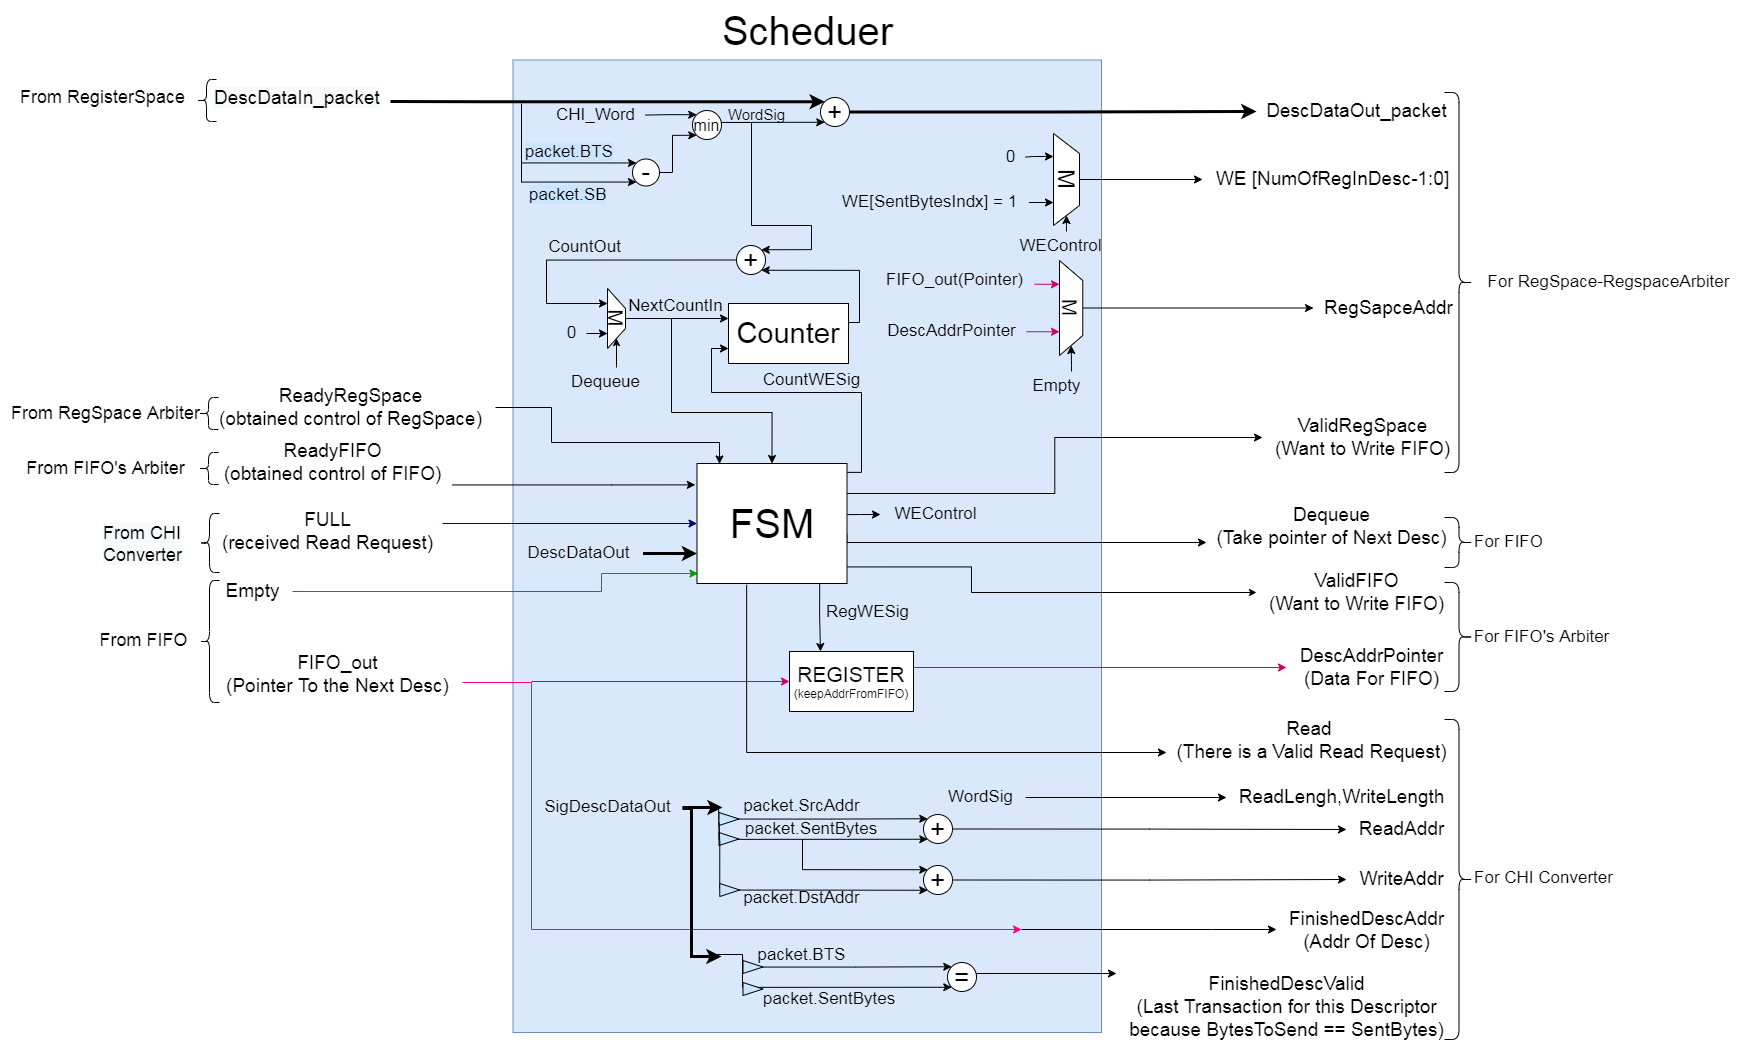 Scheduer
From RegisterSpace
DescDataIn_packet
CHI_Word
min
WordSig
+
DescDataOut_packet
packet.BTS
-
packet.SB
0
M
WE [NumOfRegInDesc-1:0]
WE[SentBytesIndx] = 1
WEControl
CountOut
+
FIFO_out(Pointer)
M
For RegSpace-RegspaceArbiter
NextCountIn
M
0
Counter
DescAddrPointer
RegSapceAddr
Dequeue
CountWESig
Empty
From RegSpace Arbiter
ReadyRegSpace
(obtained control of RegSpace)
ValidRegSpace
(Want to Write FIFO)
From FIFO's Arbiter
ReadyFIFO
(obtained control of FIFO)
From CHI
Converter
FULL
(received Read Request)
FSM
WEControl
Dequeue
(Take pointer of Next Desc)
For FIFO
DescDataOut
Empty
ValidFIFO
(Want to Write FIFO)
From FIFO
RegWESig
For FIFO's Arbiter
FIFO_out
(Pointer To the Next Desc)
REGISTER
(keepAddrFromFIFO)
DescAddrPointer
(Data For FIFO)
Read
(There is a Valid Read Request)
SigDescDataOut
packet.SrcAddr
WordSig
ReadLengh,WriteLength
packet.SentBytes
+
ReadAddr
+
WriteAddr
For CHI Converter
packet.DstAddr
FinishedDescAddr
(Addr Of Desc)
packet.BTS
=
packet.SentBytes
FinishedDescValid
(Last Transaction for this Descriptor
because BytesToSend == SentBytes)